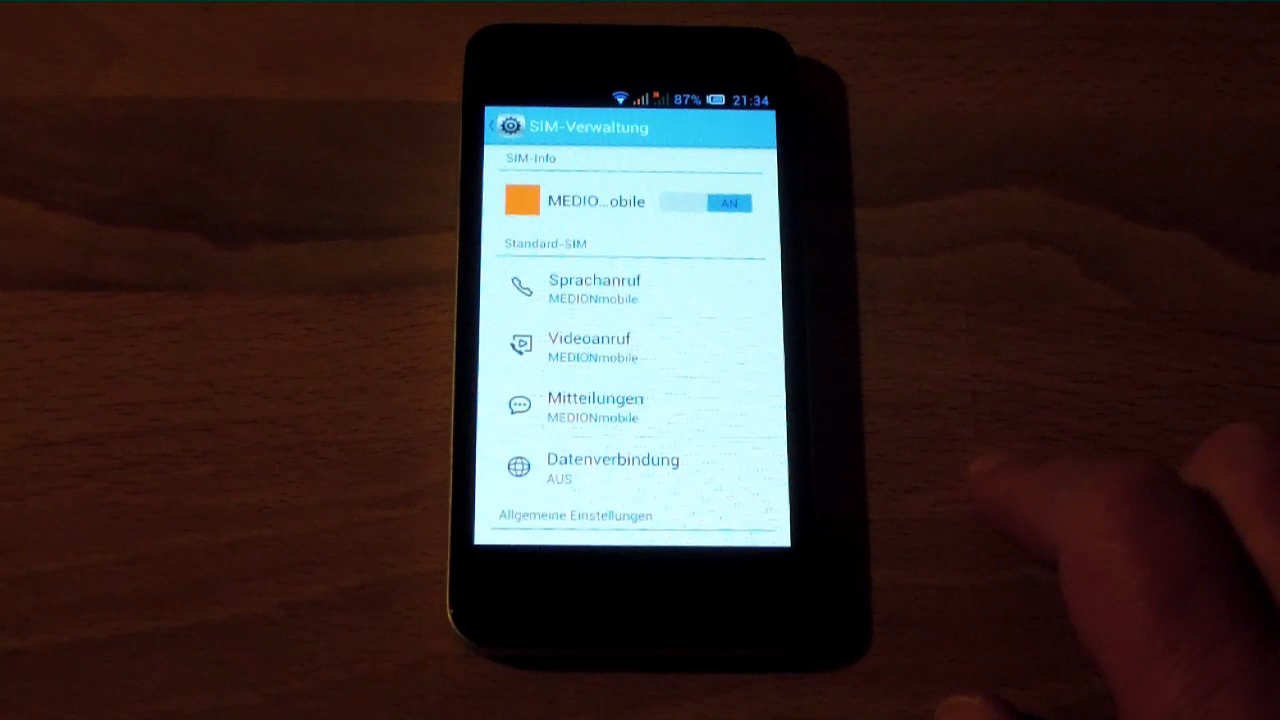 87% 21:34
SIM-Verwaltung
SIM-Info
MEDIO...obile AN
Standard-SIM
Sprachanruf
MEDIONmobile
Videoanruf
MEDIONmobile
Mitteilungen
MEDIONmobile
Datenverbindung
AUS
Allgemeine Einstellungen